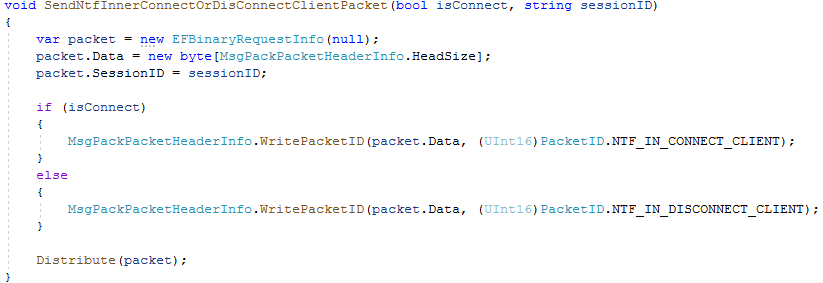 void SendNtfInnerConnectOrDisConnectClientPacket(bool isConnect, string sessionID)
{
    var packet = new EFBinaryRequestInfo(null);
    packet.Data = new byte[MsgPackPacketHeaderInfo.HeadSize];
    packet.SessionID = sessionID;

    if (isConnect)
    {
        MsgPackPacketHeaderInfo.WritePacketID(packet.Data, (UInt16)PacketID.NTF_IN_CONNECT_CLIENT);
    }
    else
    {
        MsgPackPacketHeaderInfo.WritePacketID(packet.Data, (UInt16)PacketID.NTF_IN_DISCONNECT_CLIENT);
    }

    Distribute(packet);
}